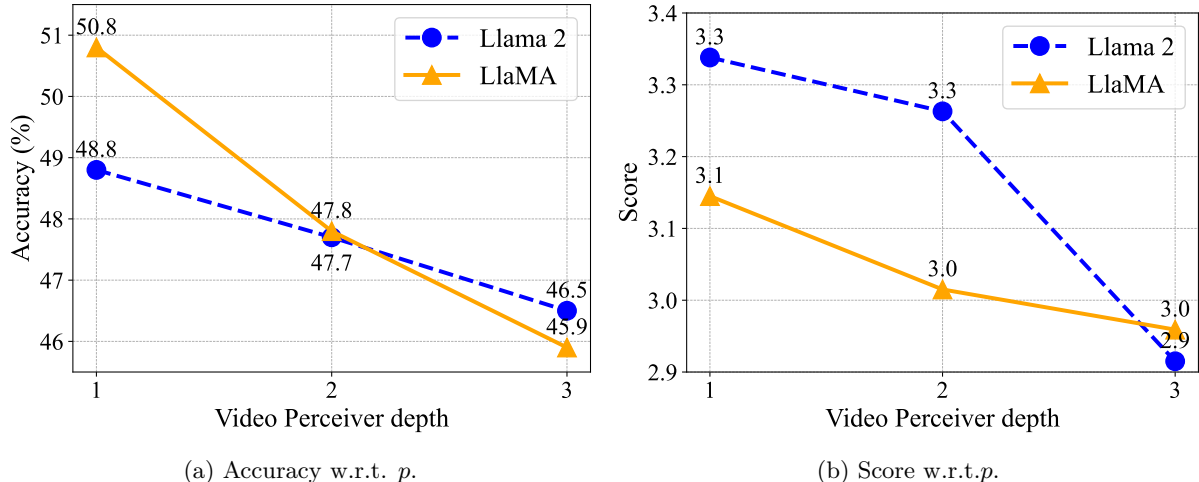 50.8
51
50
49
48
47
46
48.8
47.8
47.7
46.5
45.9
Llama 2
LlaMA
Accuracy (%)
1 2 3
Video Perceiver depth
(a) Accuracy w.r.t. p.
3.4
3.3
3.2
3.1
3.0
2.9
3.3
3.3
3.1
3.0
3.0
2.9
Llama 2
LlaMA
Score
1 2 3
Video Perceiver depth
(b) Score w.r.t.p.